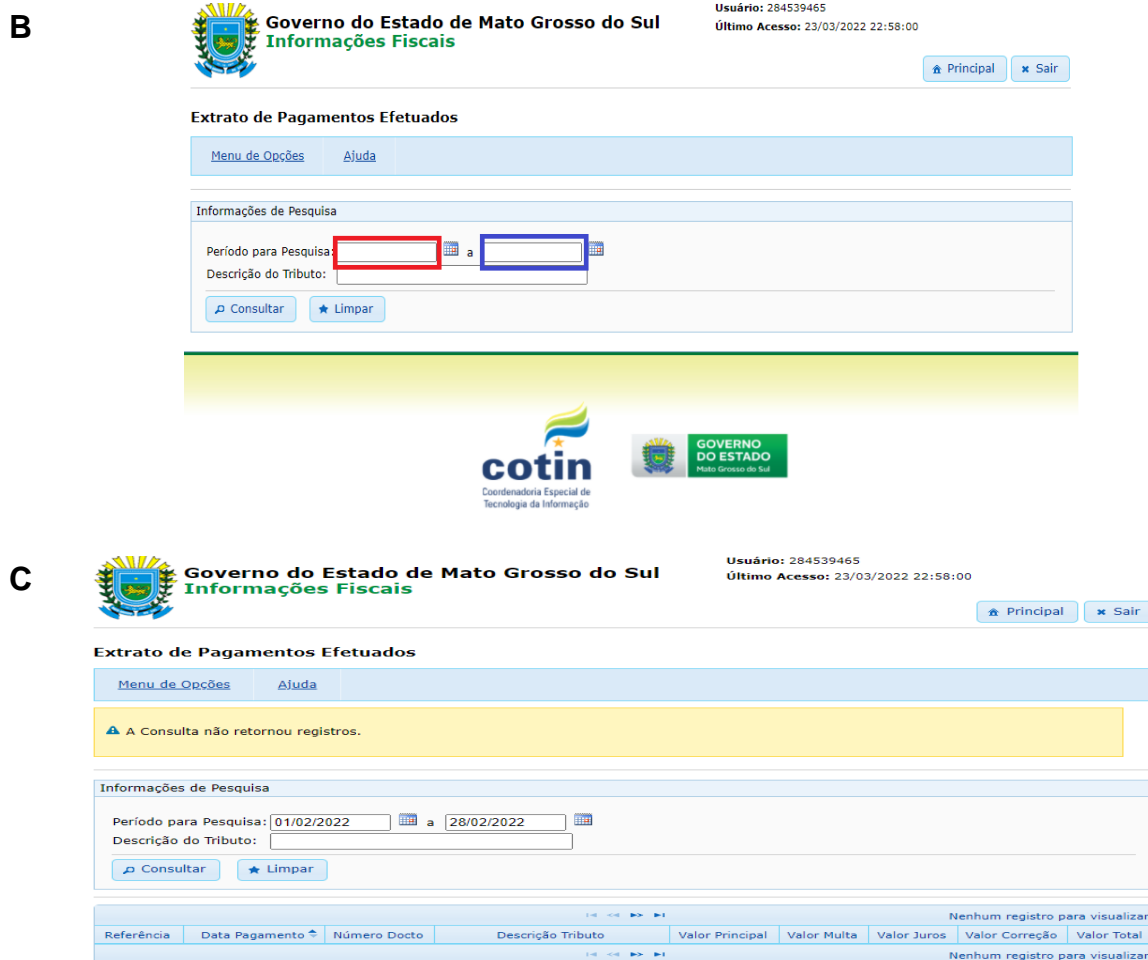 B
Governo do Estado de Mato Grosso do Sul
Informações Fiscais
Usuário: 284539465
Último Acesso: 23/03/2022 22:58:00
Principal
Sair
Extrato de Pagamentos Efetuados
Menu de Opções Ajuda
Informações de Pesquisa
Período para Pesquisa: a
Descrição do Tributo:
Consultar Limpar
cotin
Coordenadoria Especial de
Tecnologia da Informação
GOVERNO
DO ESTADO
Mato Grosso do Sul
C
Governo do Estado de Mato Grosso do Sul
Informações Fiscais
Usuário: 284539465
Último Acesso: 23/03/2022 22:58:00
Principal
Sair
Extrato de Pagamentos Efetuados
Menu de Opções Ajuda
A Consulta não retornou registros.
Informações de Pesquisa
Período para Pesquisa: 01/02/2022 a 28/02/2022
Descrição do Tributo:
Consultar Limpar
Nenhum registro para visualizar
Referência Data Pagamento Número Docto Descrição Tributo Valor Principal Valor Multa Valor Juros Valor Correção Valor Total
Nenhum registro para visualizar